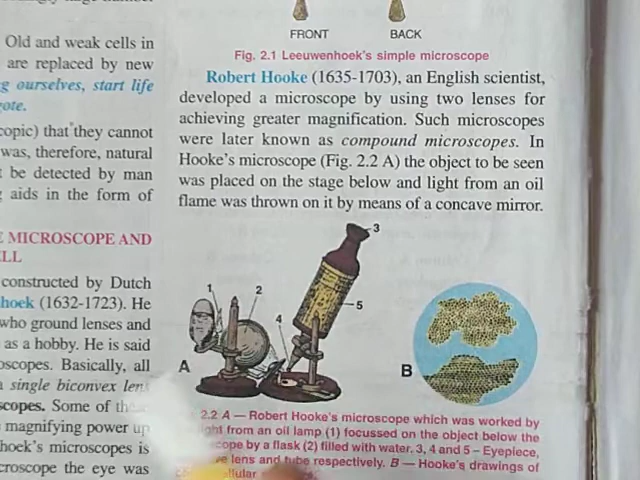 Old and weak cells in
are replaced by new
ourselves, start life
copic) that they cannot
was, therefore, natural
be detected by man
aids in the form of
MICROSCOPE AND
constructed by Dutch
hoek (1632-1723). He
who ground lenses and
as a hobby. He is said
oscopes. Basically, all
single biconvex lens
scopes. Some of
magnifying power up
hoek's microscopes is
croscope the eye was
FRONT BACK
Fig. 2.1 Leeuwenhoek's simple microscope
Robert Hooke (1635-1703), an English scientist,
developed a microscope by using two lenses for
achieving greater magnification. Such microscopes
were later known as compound microscopes. In
Hooke's microscope (Fig. 2.2 A) the object to be seen
was placed on the stage below and light from an oil
flame was thrown on it by means of a concave mirror.
3
1 2
5
4
A
B
2.2 A — Robert Hooke's microscope which was worked by
from an oil lamp (1) focussed on the object below the
cope by a flask (2) filled with water. 3, 4 and 5 – Eyepiece,
lens and tube respectively. B — Hooke's drawings of